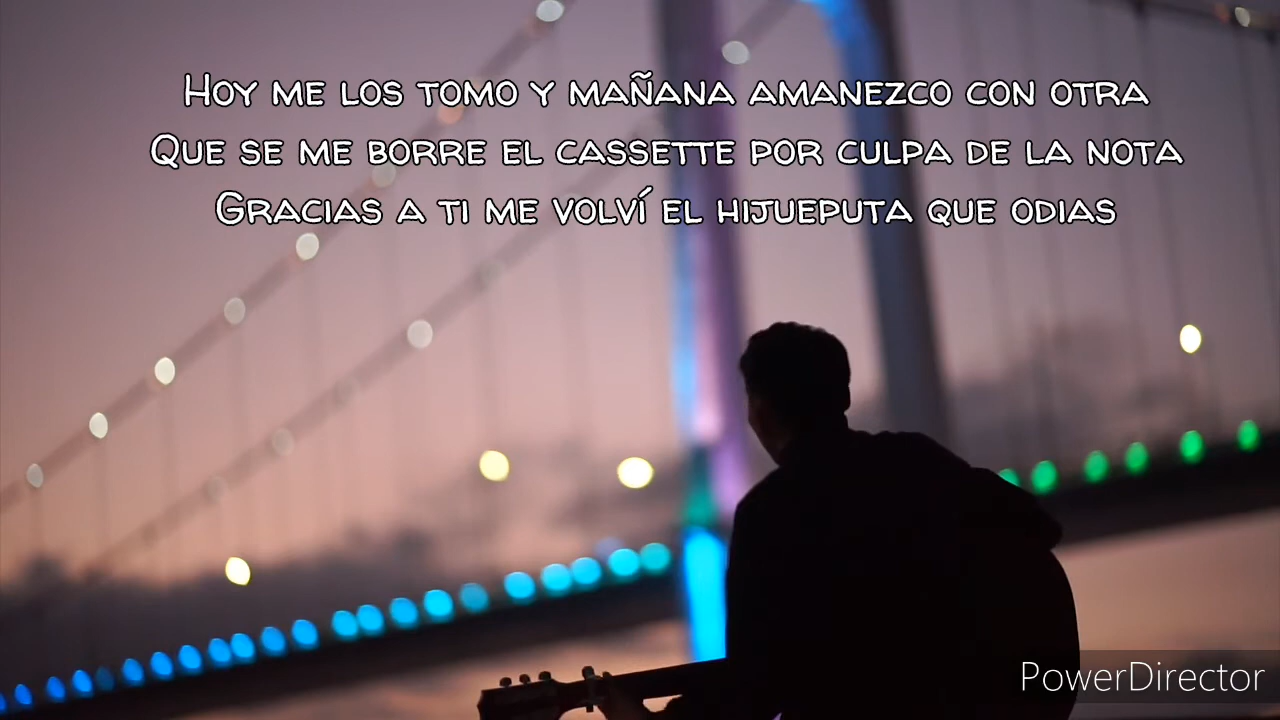 Hoy me los tomo y mañana amanezco con otra
Que se me borre el cassette por culpa de la nota
Gracias a ti me volví el hijueputa que odias
PowerDirector